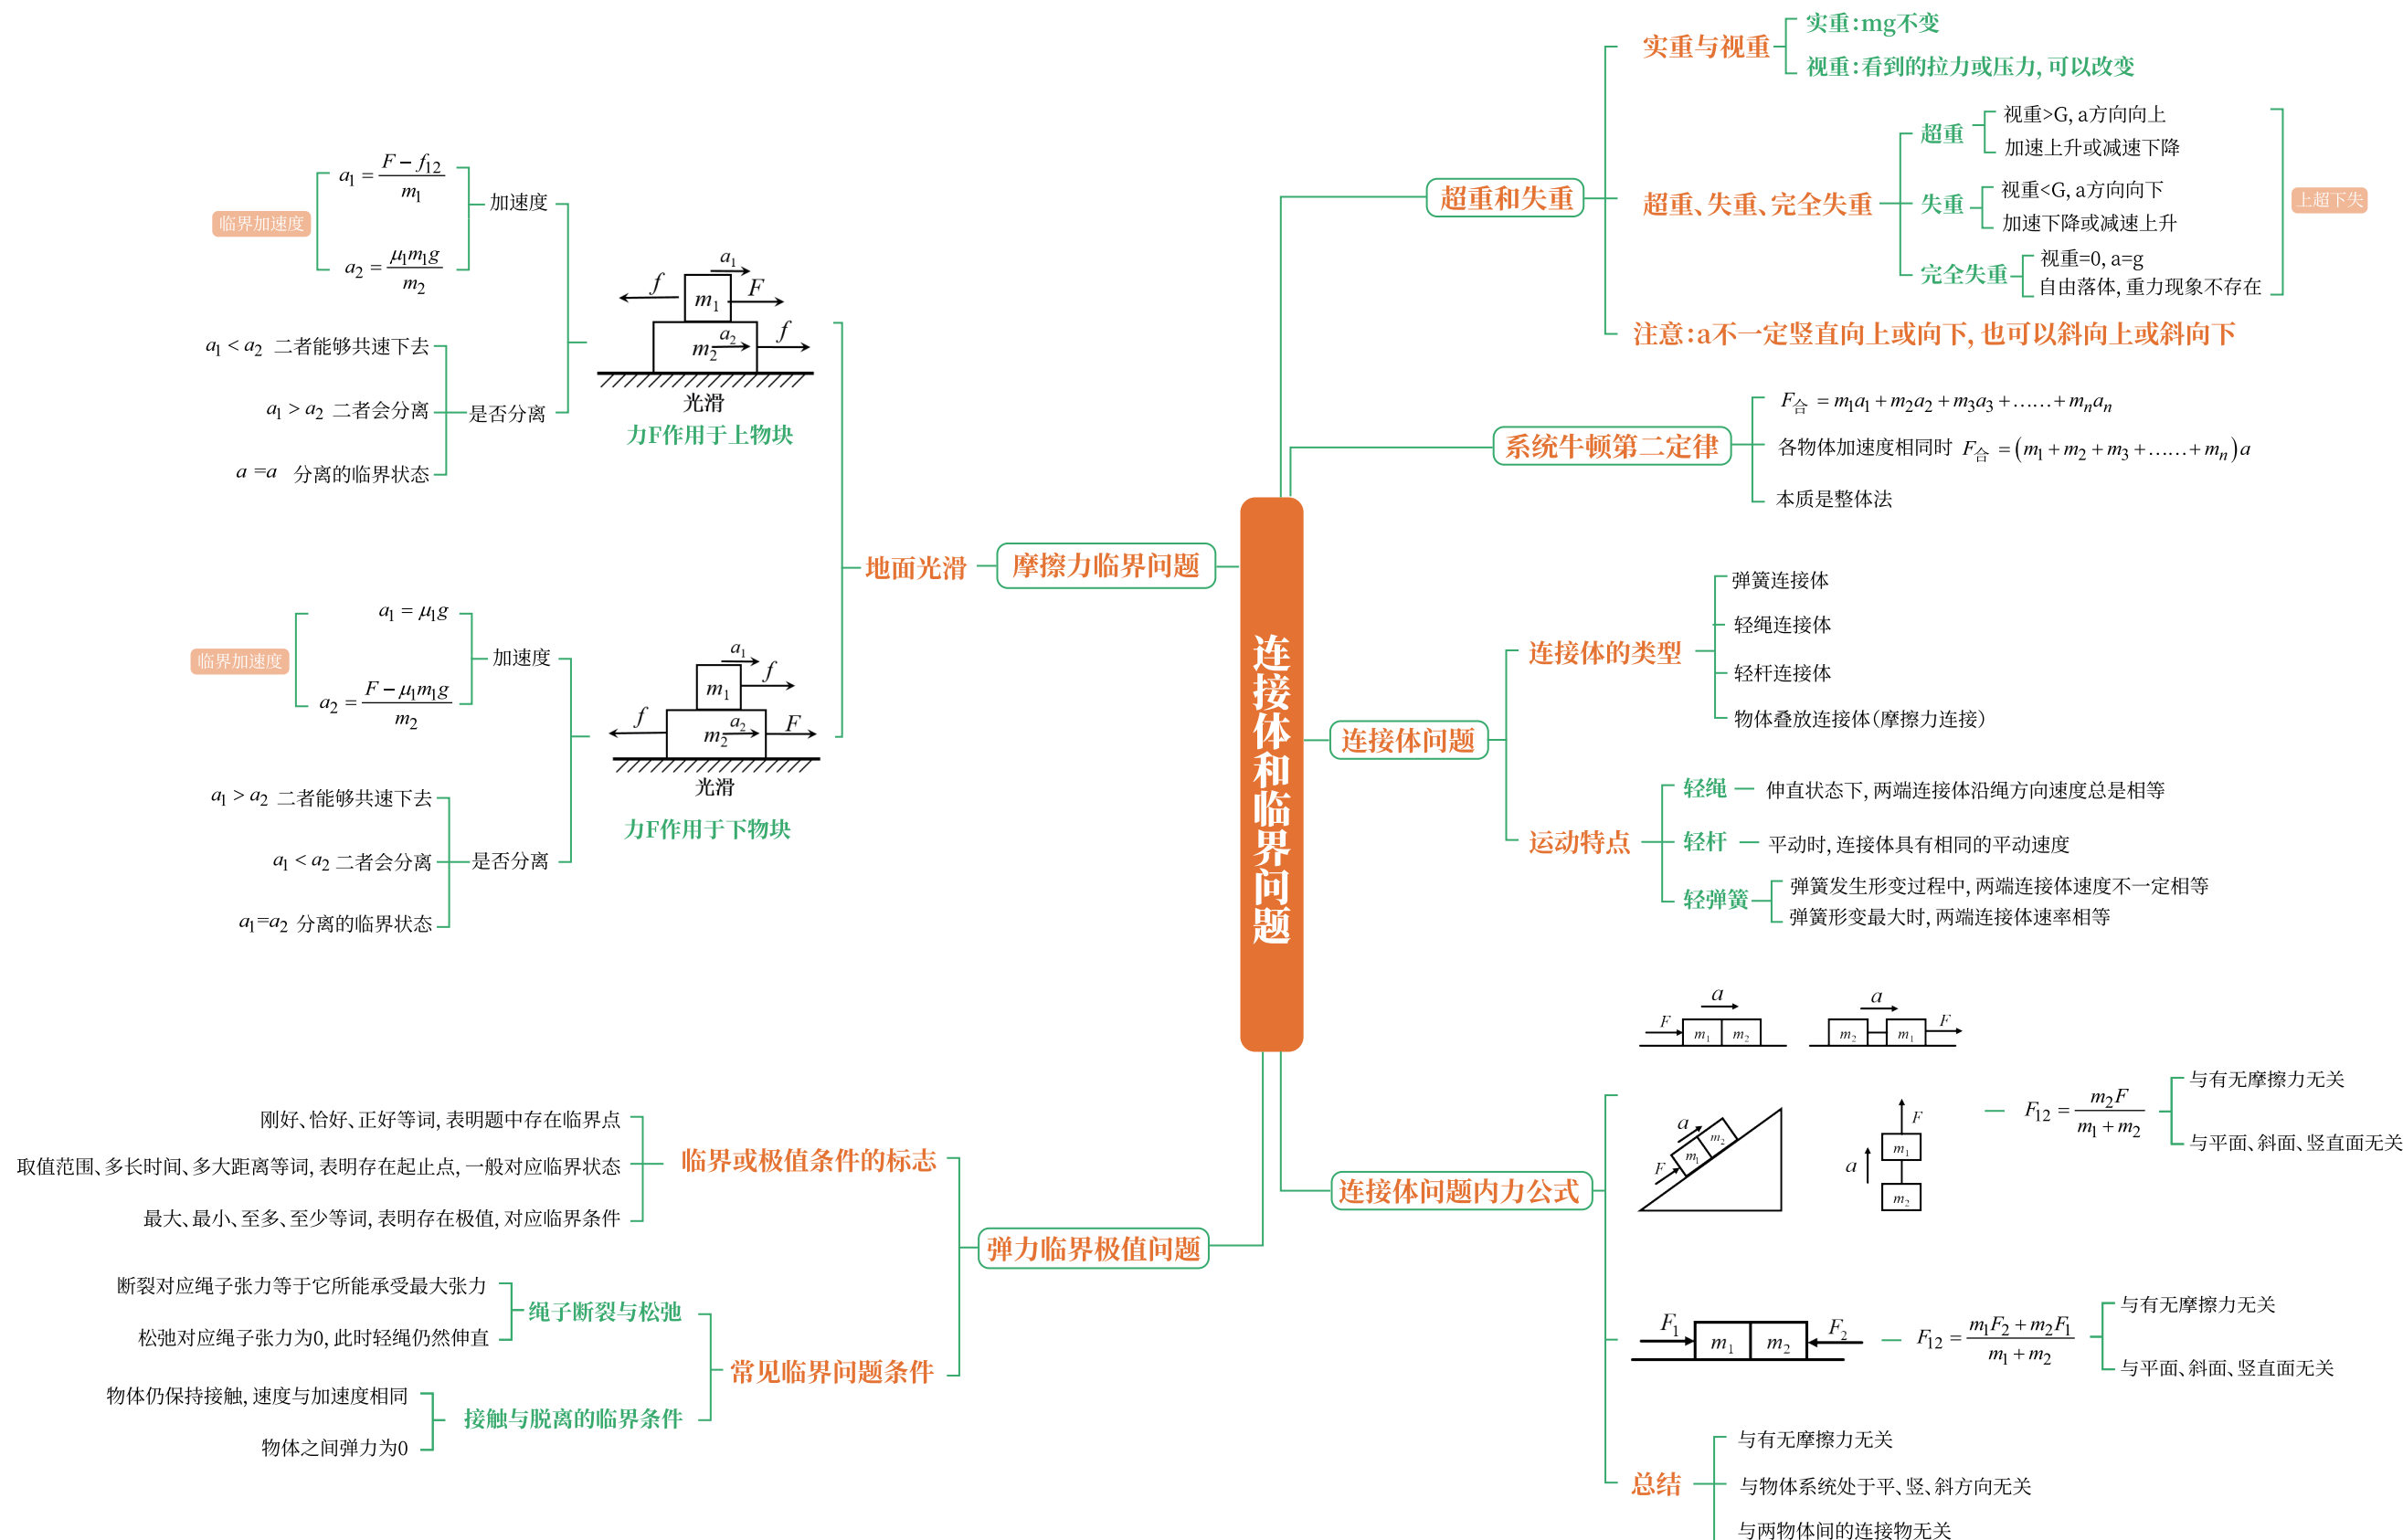 连接体和临界问题
超重和失重
实重与视重
实重:mg不变
视重:看到的拉力或压力, 可以改变
超重、失重、完全失重
超重
视重>G, a方向向上
加速上升或减速下降
失重
视重<G, a方向向下
加速下降或减速上升
完全失重
视重=0, a=g
自由落体, 重力现象不存在
上超下失
注意:a不一定竖直向上或向下, 也可以斜向上或斜向下
系统牛顿第二定律
F合 = m1a1 + m2a2 + m3a3 + ...... + mnan
各物体加速度相同时 F合 = (m1 + m2 + m3 + ...... + mn)a
本质是整体法
连接体问题
连接体的类型
弹簧连接体
轻绳连接体
轻杆连接体
物体叠放连接体(摩擦力连接)
运动特点
轻绳
伸直状态下, 两端连接体沿绳方向速度总是相等
轻杆
平动时, 连接体具有相同的平动速度
轻弹簧
弹簧发生形变过程中, 两端连接体速度不一定相等
弹簧形变最大时, 两端连接体速率相等
连接体问题内力公式
a
F m1 m2
a
m2 m1 F
a
F m1 m2
F
m1
a
m2
F12 = m2F / (m1 + m2)
与有无摩擦力无关
与平面、斜面、竖直面无关
F1 m1 m2 F2
F12 = (m1F2 + m2F1) / (m1 + m2)
与有无摩擦力无关
与平面、斜面、竖直面无关
总结
与有无摩擦力无关
与物体系统处于平、竖、斜方向无关
与两物体间的连接物无关
摩擦力临界问题
地面光滑
a1
f m1 F
a2
m2 f
光滑
力F作用于上物块
加速度
a1 = (F − f12) / m1
a2 = μ1m1g / m2
临界加速度
是否分离
a1 < a2 二者能够共速下去
a1 > a2 二者会分离
a =a 分离的临界状态
a1
m1 f
a2
f m2 F
光滑
力F作用于下物块
加速度
a1 = μ1g
a2 = (F − μ1m1g) / m2
临界加速度
是否分离
a1 > a2 二者能够共速下去
a1 < a2 二者会分离
a1=a2 分离的临界状态
弹力临界极值问题
临界或极值条件的标志
刚好、恰好、正好等词, 表明题中存在临界点
取值范围、多长时间、多大距离等词, 表明存在起止点, 一般对应临界状态
最大、最小、至多、至少等词, 表明存在极值, 对应临界条件
常见临界问题条件
绳子断裂与松弛
断裂对应绳子张力等于它所能承受最大张力
松弛对应绳子张力为0, 此时轻绳仍然伸直
接触与脱离的临界条件
物体仍保持接触, 速度与加速度相同
物体之间弹力为0